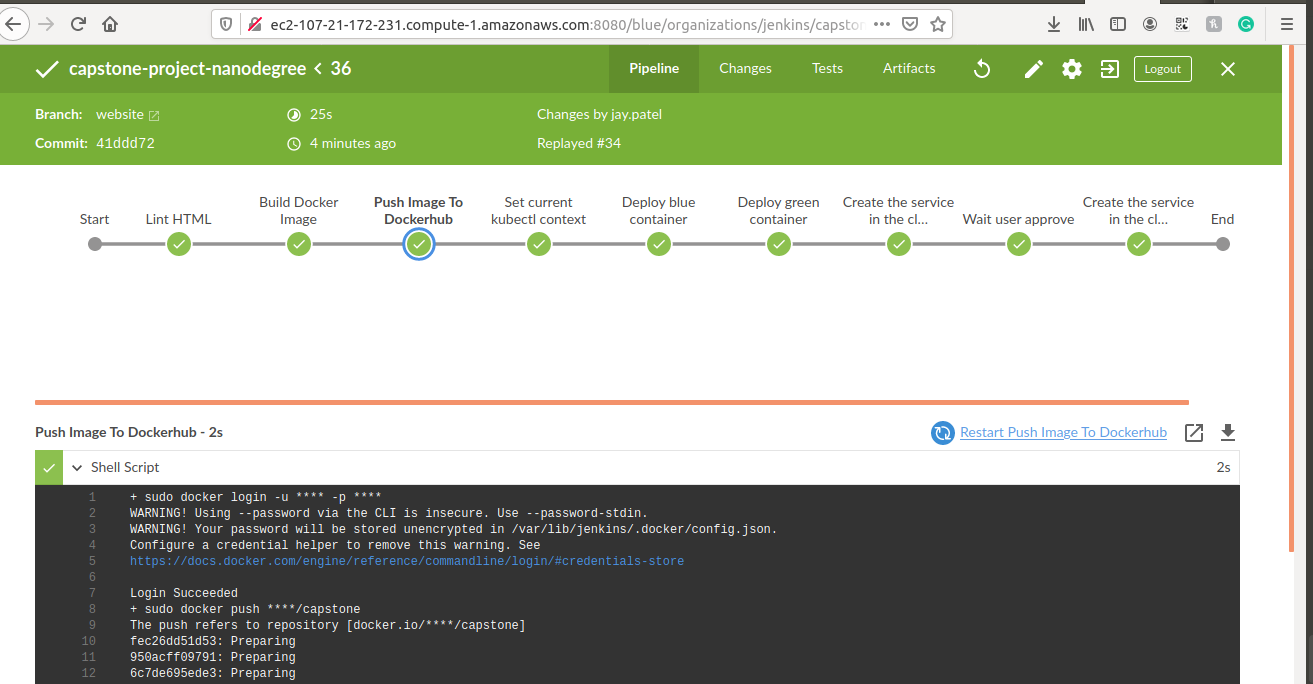 ec2-107-21-172-231.compute-1.amazonaws.com:8080/blue/organizations/jenkins/capsto
capstone-project-nanodegree < 36
Pipeline
Changes
Tests
Artifacts
Logout
Branch: website
25s
Changes by jay.patel
Commit: 41ddd72
4 minutes ago
Replayed #34
Start
Lint HTML
Build Docker
Image
Push Image To
Dockerhub
Set current
kubectl context
Deploy blue
container
Deploy green
container
Create the service
in the cl...
Wait user approve
Create the service
in the cl...
End
Push Image To Dockerhub - 2s
Restart Push Image To Dockerhub
Shell Script
2s
1 + sudo docker login -u **** -p ****
2 WARNING! Using --password via the CLI is insecure. Use --password-stdin.
3 WARNING! Your password will be stored unencrypted in /var/lib/jenkins/.docker/config.json.
4 Configure a credential helper to remove this warning. See
5 https://docs.docker.com/engine/reference/commandline/login/#credentials-store
6
7 Login Succeeded
8 + sudo docker push ****/capstone
9 The push refers to repository [docker.io/****/capstone]
10 fec26dd51d53: Preparing
11 950acff09791: Preparing
12 6c7de695ede3: Preparing